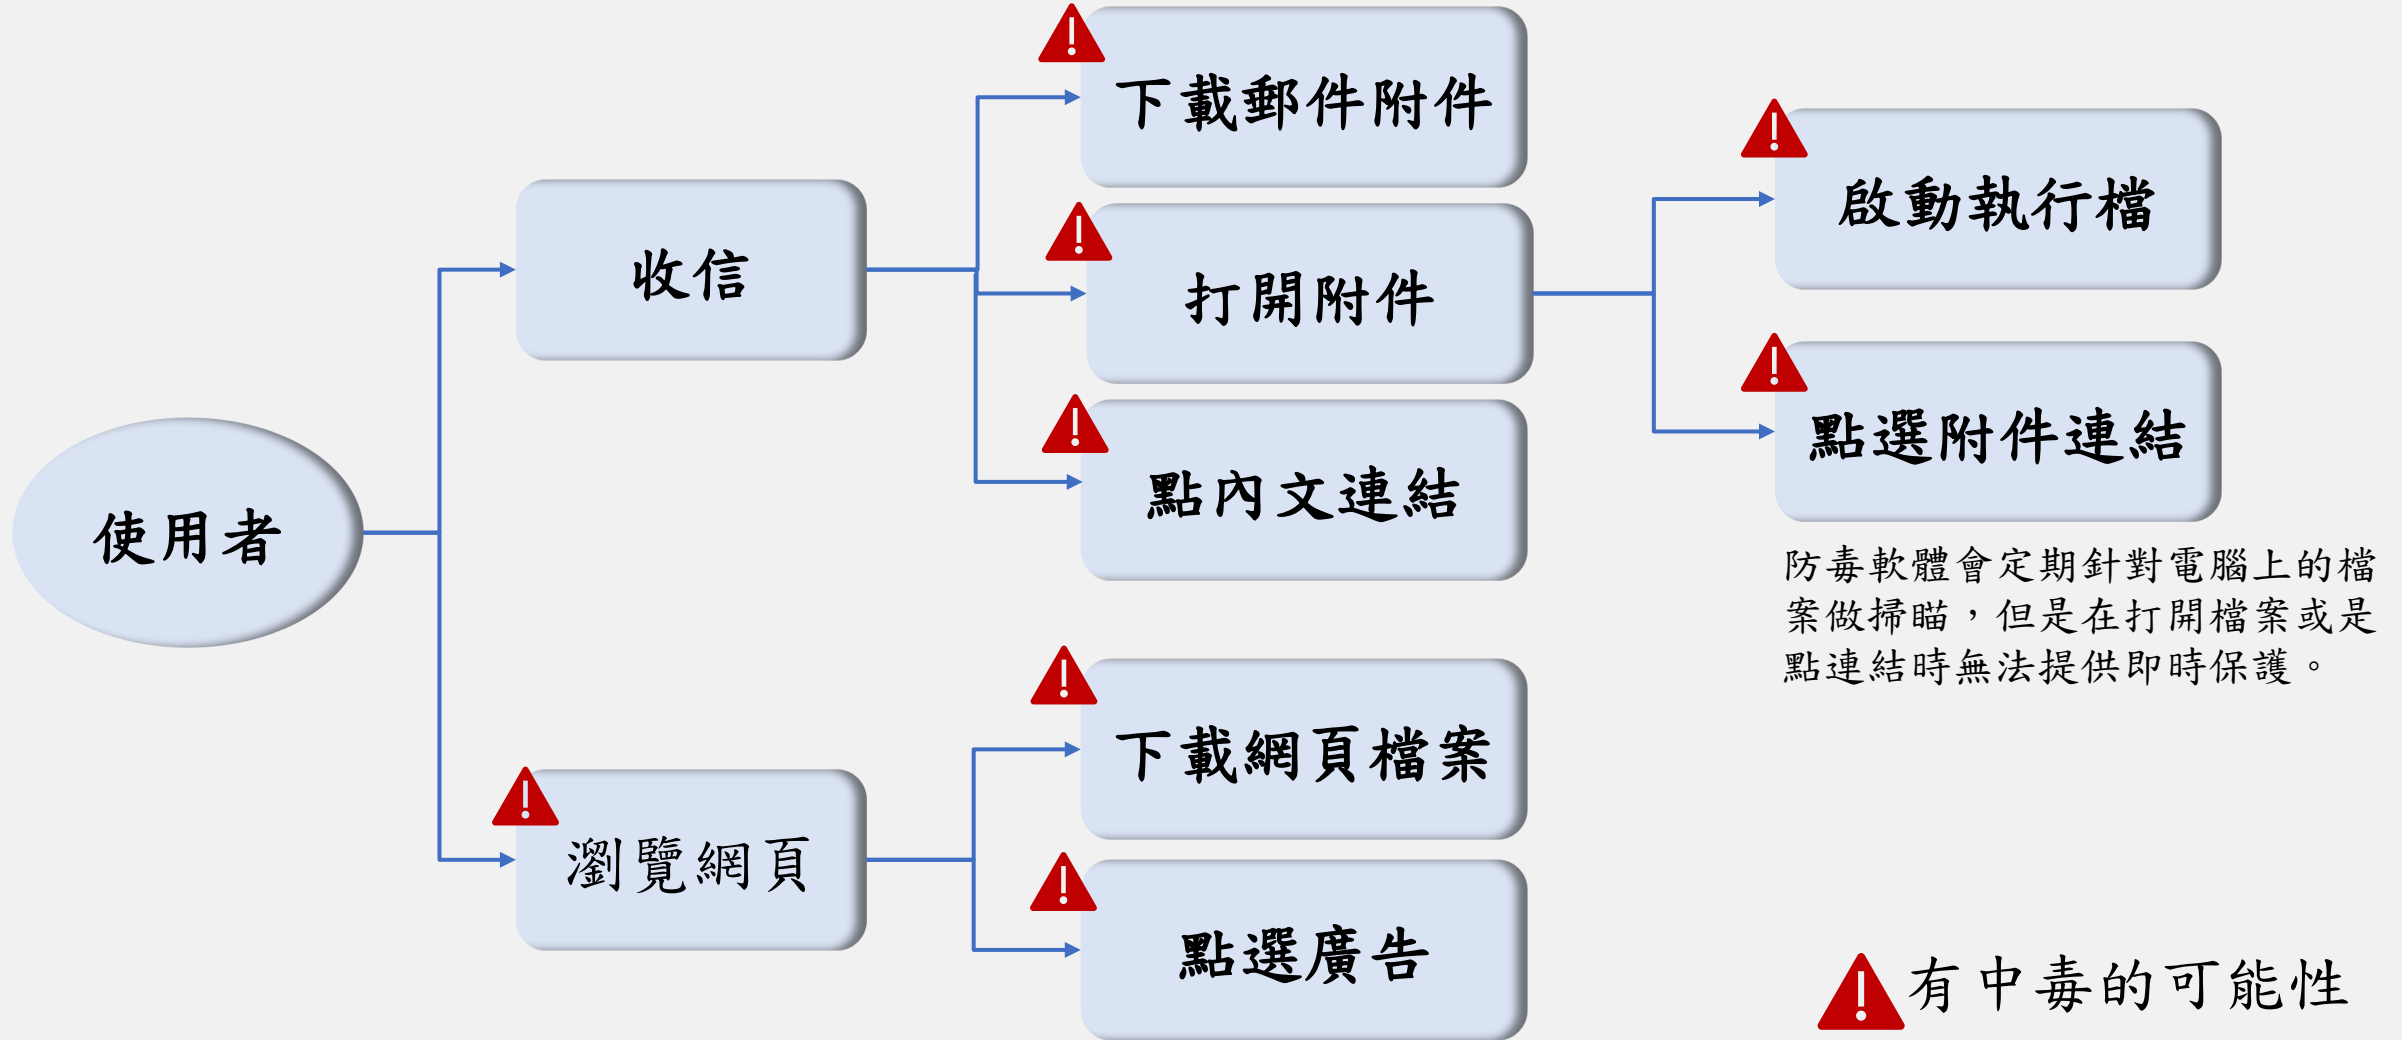 使用者
收信
下載郵件附件
打開附件
點內文連結
啟動執行檔
點選附件連結
防毒軟體會定期針對電腦上的檔
案做掃瞄，但是在打開檔案或是
點連結時無法提供即時保護。
瀏覽網頁
下載網頁檔案
點選廣告
有中毒的可能性